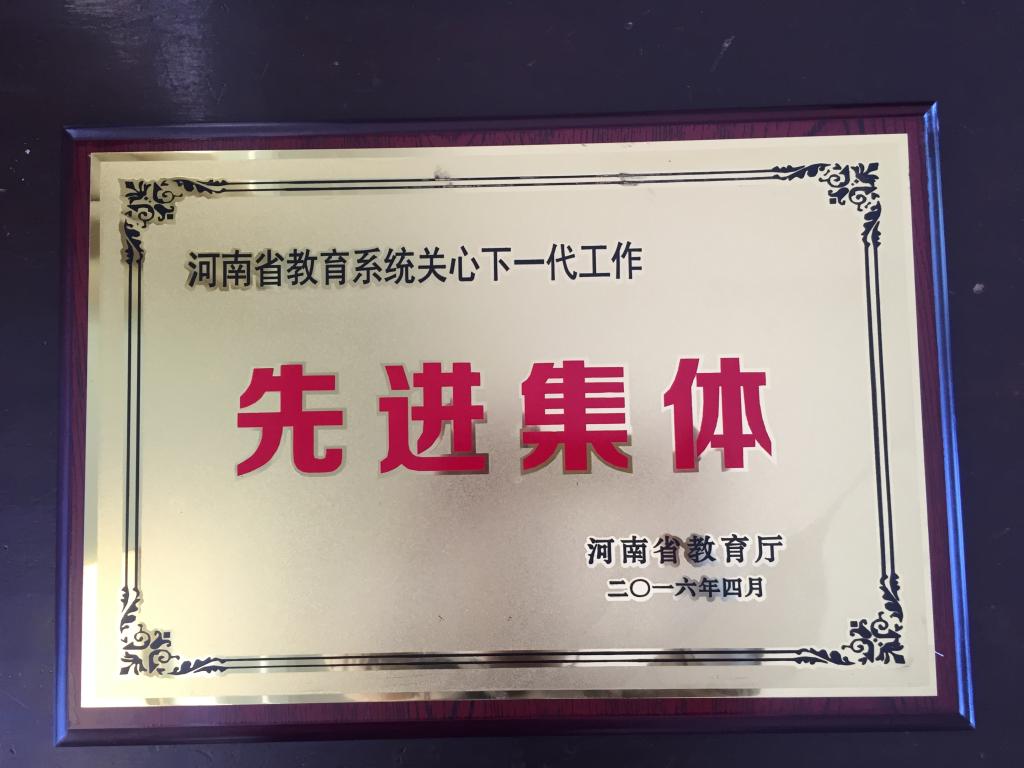 河南省教育系统关心下一代工作
先进集体
河南省教育厅
二〇一六年四月